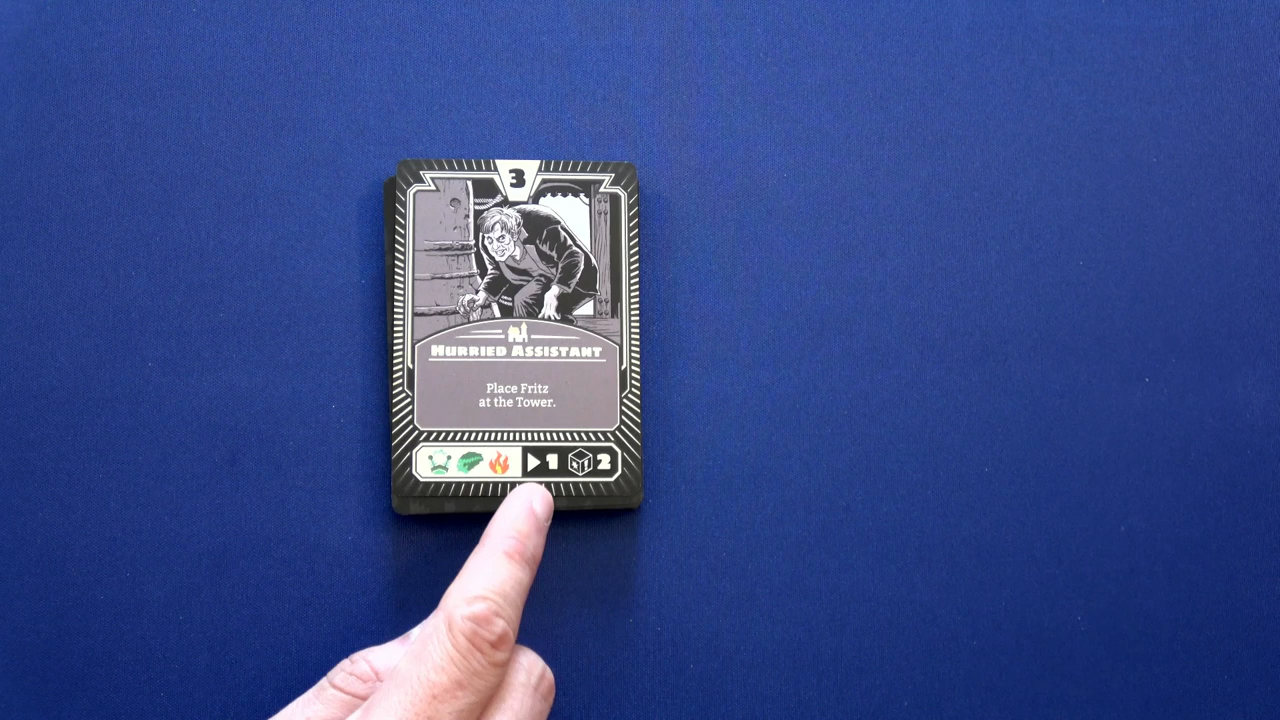 3
HURRIED ASSISTANT
Place Fritz
at the Tower.
1 2